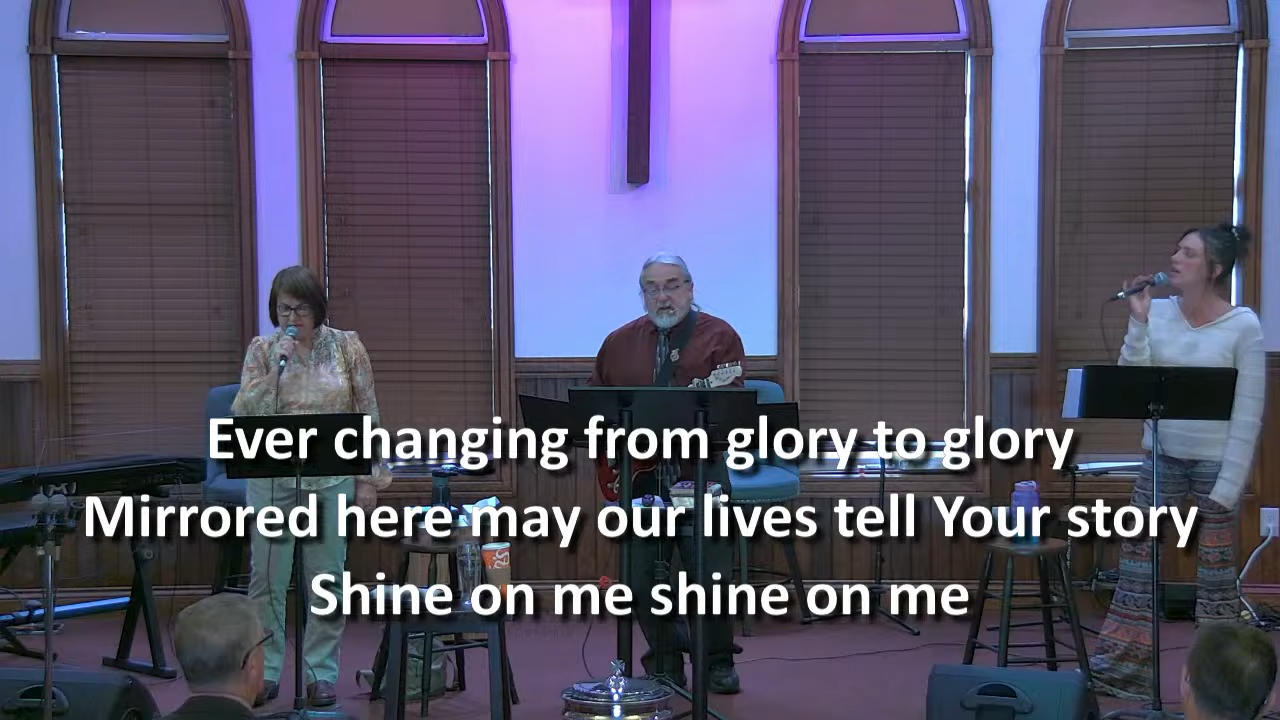 Ever changing from glory to glory
Mirrored here may our lives tell Your story
Shine on me shine on me